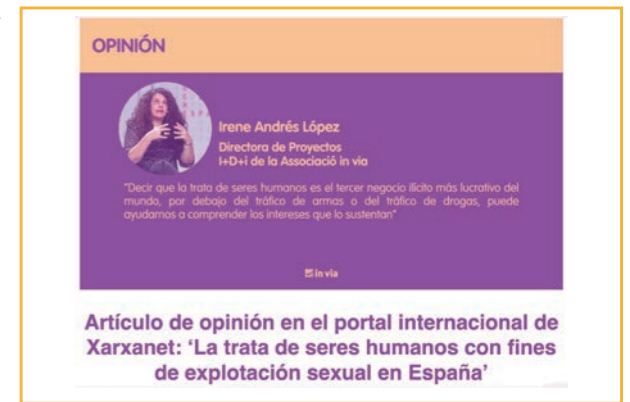 OPINIÓN
Irene Andrés López
Directora de Proyectos
I+D+i de la Associació in via
"Decir que la trata de seres humanos es el tercer negocio ilícito más lucrativo del
mundo, por debajo del tráfico de armas o del tráfico de drogas, puede
ayudarnos a comprender los intereses que lo sustentan"
in via
Artículo de opinión en el portal internacional de
Xarxanet: ‘La trata de seres humanos con fines
de explotación sexual en España’